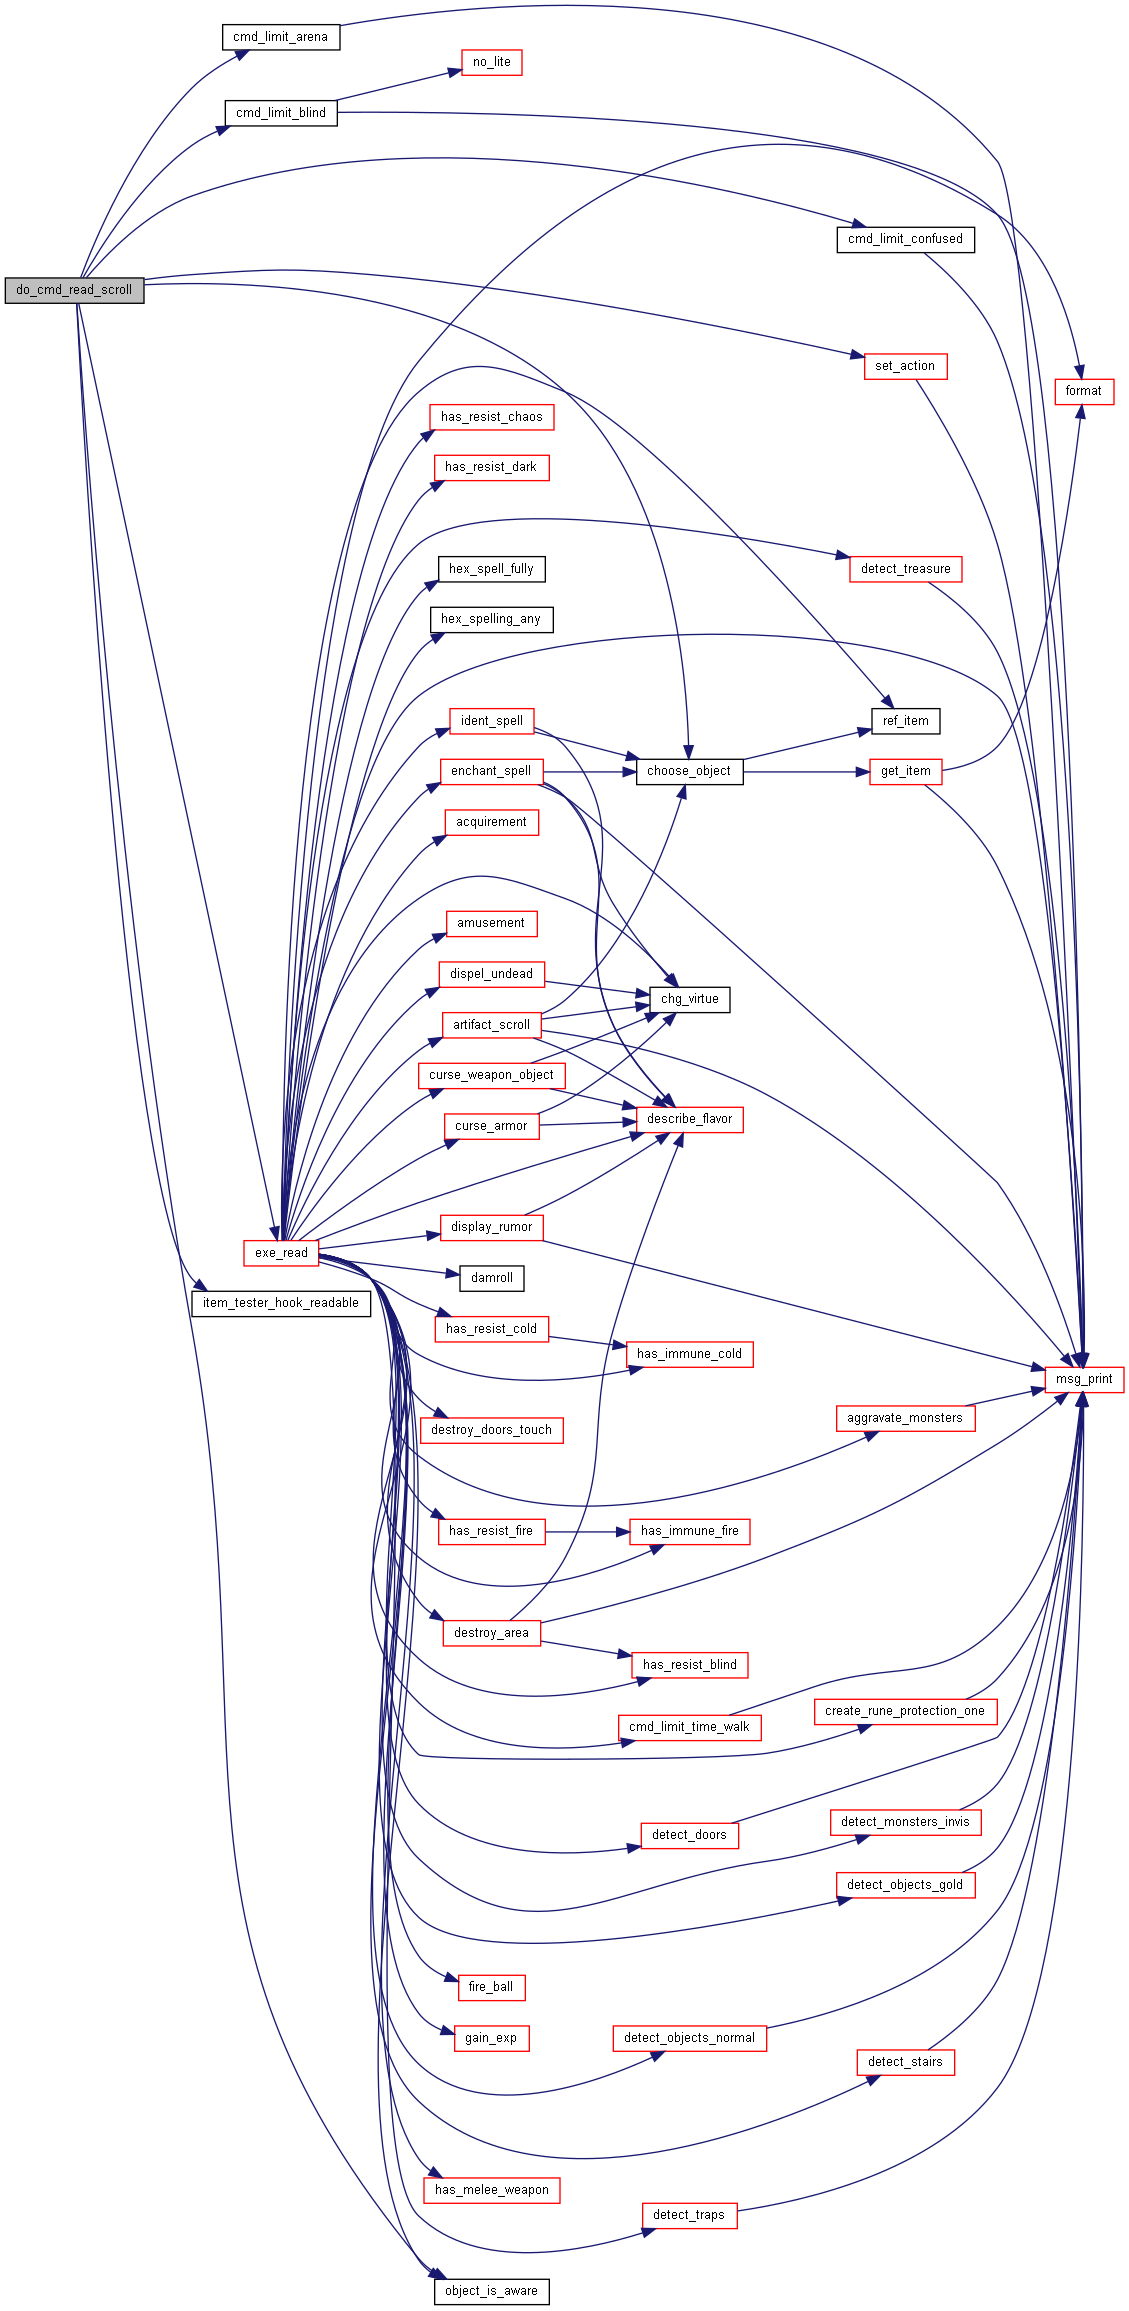 cmd_limit_arena
no_lite
cmd_limit_blind
cmd_limit_confused
do_cmd_read_scroll
set_action
format
has_resist_chaos
has_resist_dark
hex_spell_fully
detect_treasure
hex_spelling_any
ident_spell
ref_item
enchant_spell
choose_object
get_item
acquirement
amusement
dispel_undead
chg_virtue
artifact_scroll
curse_weapon_object
curse_armor
describe_flavor
display_rumor
exe_read
damroll
item_tester_hook_readable
has_resist_cold
has_immune_cold
msg_print
destroy_doors_touch
aggravate_monsters
has_resist_fire
has_immune_fire
destroy_area
has_resist_blind
cmd_limit_time_walk
create_rune_protection_one
detect_doors
detect_monsters_invis
detect_objects_gold
fire_ball
gain_exp
detect_objects_normal
detect_stairs
has_melee_weapon
detect_traps
object_is_aware